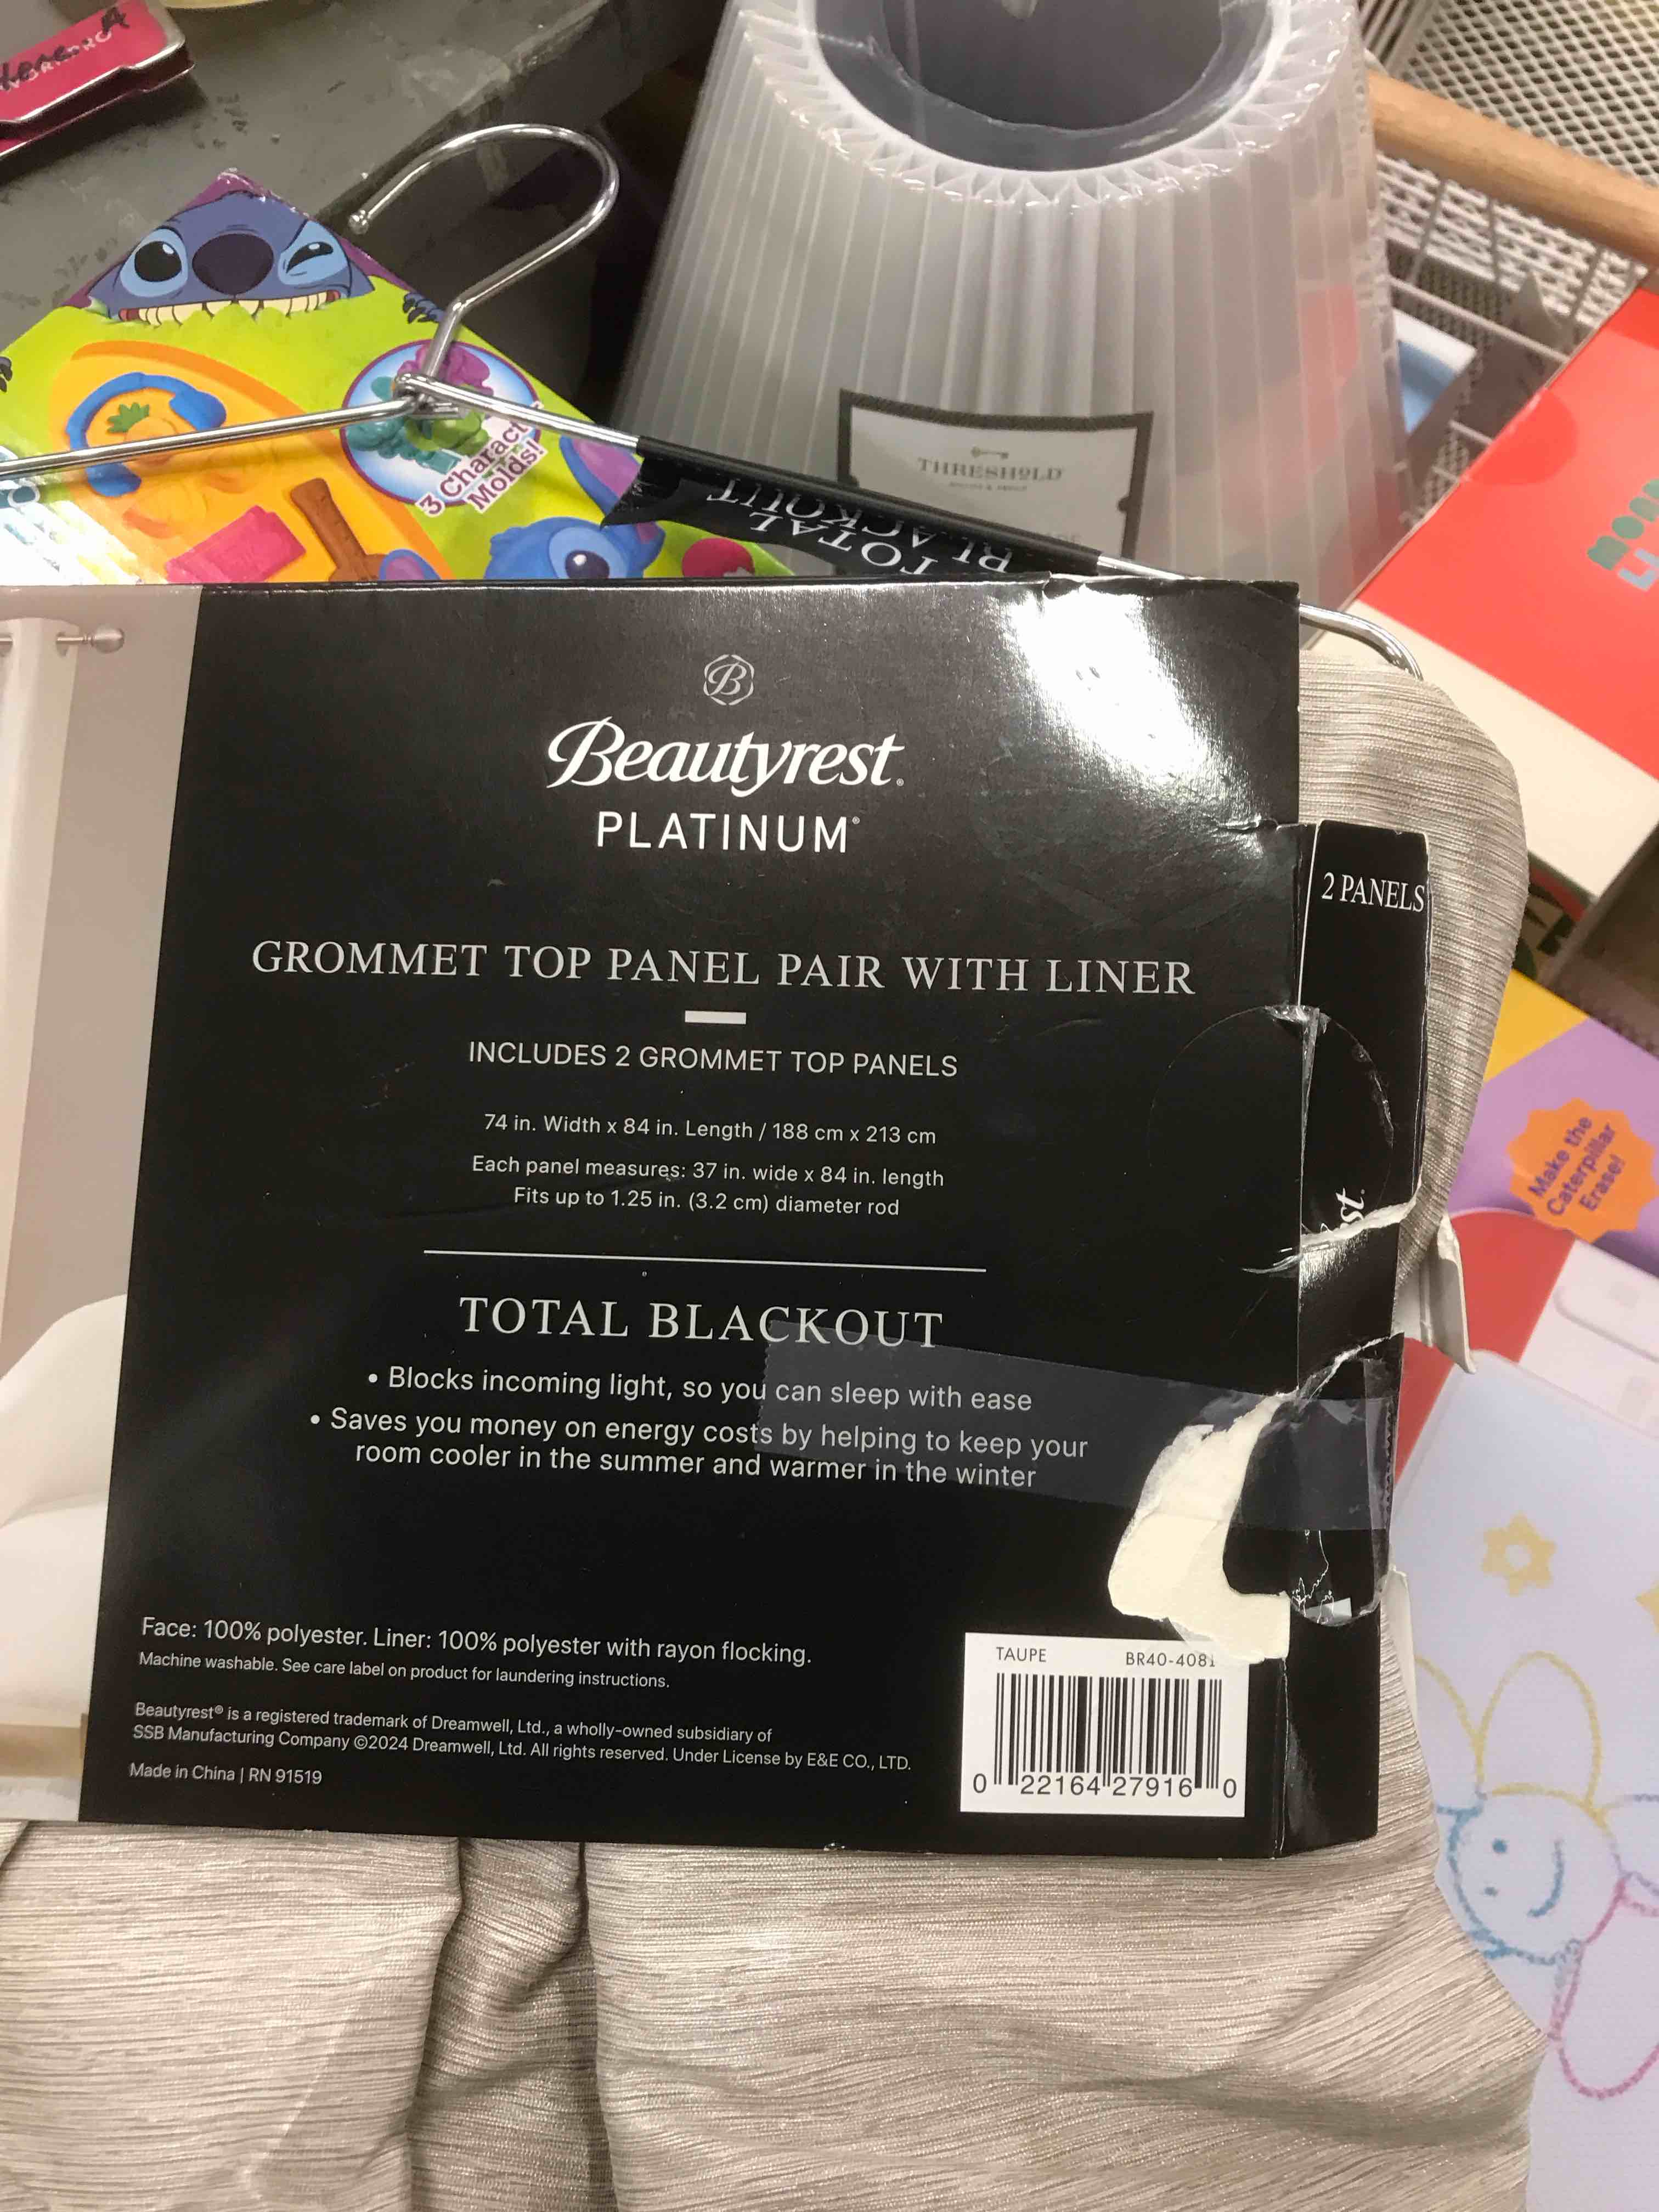 3 Charact
Molds!
THRESHOLD
TOTAL
BLACKOUT
B
Beautyrest®
PLATINUM®
2 PANELS
GROMMET TOP PANEL PAIR WITH LINER
INCLUDES 2 GROMMET TOP PANELS
74 in. Width x 84 in. Length / 188 cm x 213 cm
Each panel measures: 37 in. wide x 84 in. length
Fits up to 1.25 in. (3.2 cm) diameter rod
st.
Make the
Caterpillar
Erase!
TOTAL BLACKOUT
• Blocks incoming light, so you can sleep with ease
• Saves you money on energy costs by helping to keep your
room cooler in the summer and warmer in the winter
Face: 100% polyester. Liner: 100% polyester with rayon flocking.
Machine washable. See care label on product for laundering instructions.
Beautyrest® is a registered trademark of Dreamwell, Ltd., a wholly-owned subsidiary of
SSB Manufacturing Company ©2024 Dreamwell, Ltd. All rights reserved. Under License by E&E CO., LTD.
Made in China | RN 91519
TAUPE BR40-4081
0 22164 27916 0